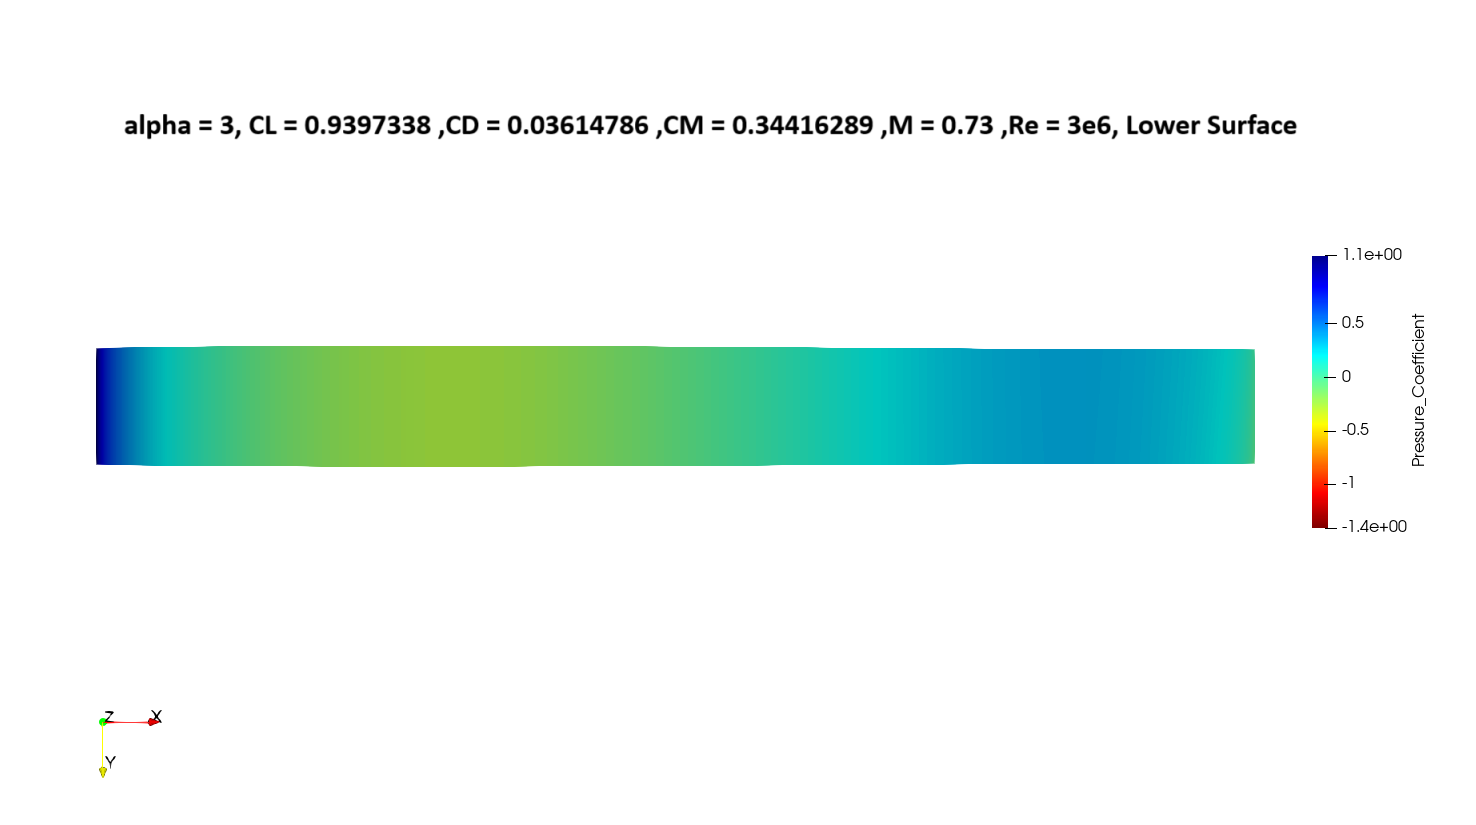 alpha = 3, CL = 0.9397338 ,CD = 0.03614786 ,CM = 0.34416289 ,M = 0.73 ,Re = 3e6, Lower Surface
1.1e+00
0.5
0
-0.5
-1
-1.4e+00
Pressure_Coefficient
Z
X
Y